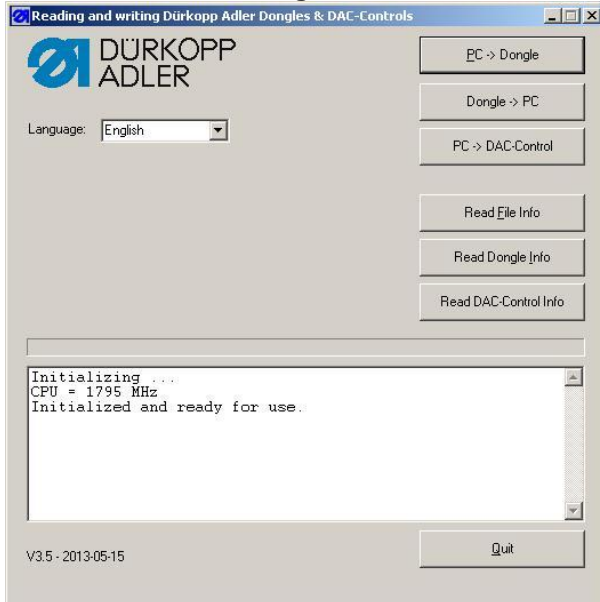 Reading and writing Dürkopp Adler Dongles & DAC-Controls
DÜRKOPP
ADLER
Language: English
PC -> Dongle
Dongle -> PC
PC -> DAC-Control
Read File Info
Read Dongle Info
Read DAC-Control Info
Initializing ...
CPU = 1795 MHz
Initialized and ready for use.
V3.5 - 2013-05-15
Quit